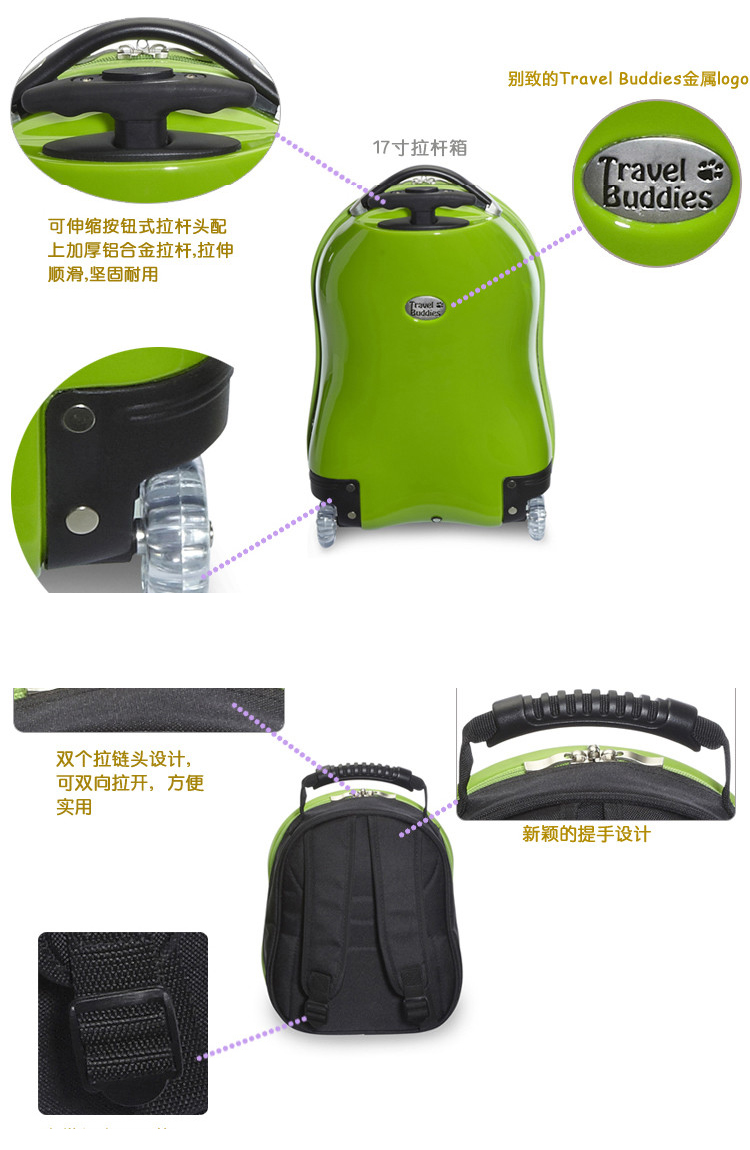 别致的Travel Buddies金属logo
17寸拉杆箱
Travel
Buddies
可伸缩按钮式拉杆头配
上加厚铝合金拉杆,拉伸
顺滑,坚固耐用
Travel
Buddies
双个拉链头设计,
可双向拉开, 方便
实用
新颖的提手设计